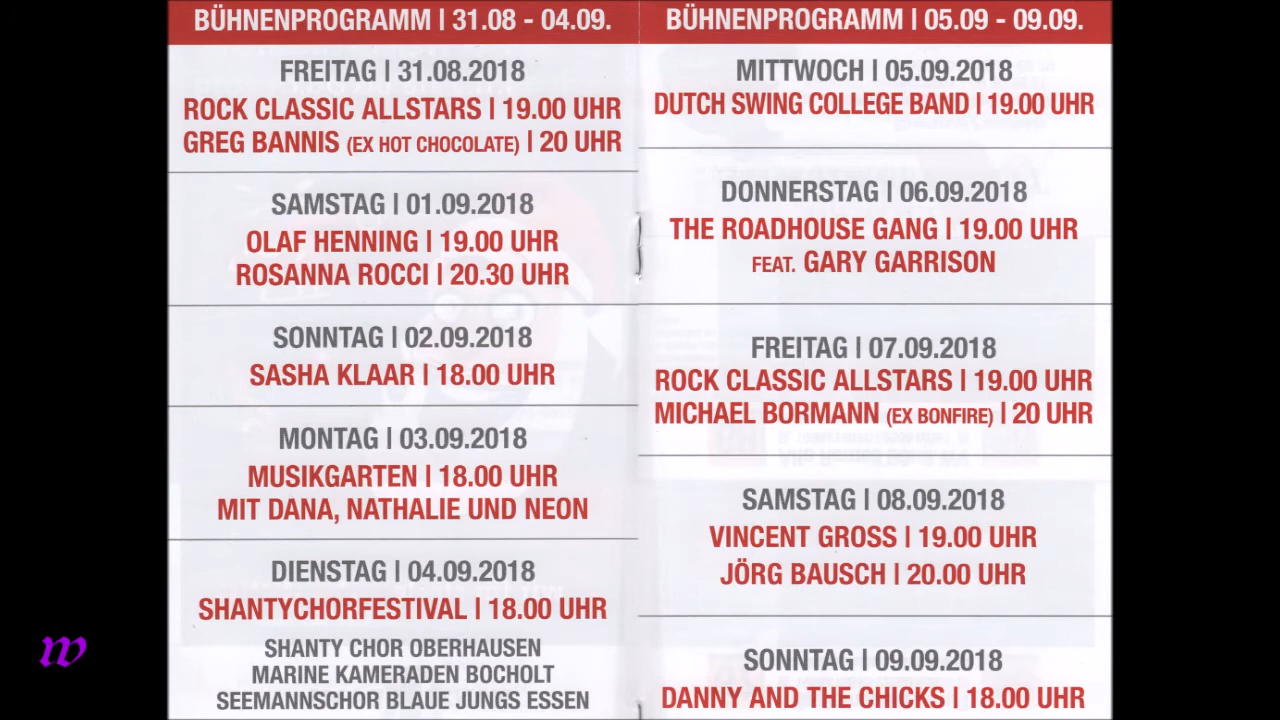 BÜHNENPROGRAMM | 31.08 - 04.09.
FREITAG | 31.08.2018
ROCK CLASSIC ALLSTARS | 19.00 UHR
GREG BANNIS (EX HOT CHOCOLATE) | 20 UHR
SAMSTAG | 01.09.2018
OLAF HENNING | 19.00 UHR
ROSANNA ROCCI | 20.30 UHR
SONNTAG | 02.09.2018
SASHA KLAAR | 18.00 UHR
MONTAG | 03.09.2018
MUSIKGARTEN | 18.00 UHR
MIT DANA, NATHALIE UND NEON
DIENSTAG | 04.09.2018
SHANTYCHORFESTIVAL | 18.00 UHR
SHANTY CHOR OBERHAUSEN
MARINE KAMERADEN BOCHOLT
SEEMANNSCHOR BLAUE JUNGS ESSEN
BÜHNENPROGRAMM | 05.09 - 09.09.
MITTWOCH | 05.09.2018
DUTCH SWING COLLEGE BAND | 19.00 UHR
DONNERSTAG | 06.09.2018
THE ROADHOUSE GANG | 19.00 UHR
FEAT. GARY GARRISON
FREITAG | 07.09.2018
ROCK CLASSIC ALLSTARS | 19.00 UHR
MICHAEL BORMANN (EX BONFIRE) | 20 UHR
SAMSTAG | 08.09.2018
VINCENT GROSS | 19.00 UHR
JÖRG BAUSCH | 20.00 UHR
SONNTAG | 09.09.2018
DANNY AND THE CHICKS | 18.00 UHR
w